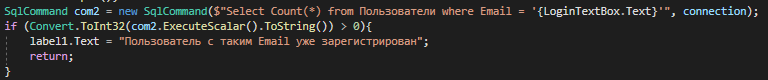 SqlCommand com2 = new SqlCommand($"Select Count(*) from Пользователи where Email = '{LoginTextBox.Text}'", connection);
if (Convert.ToInt32(com2.ExecuteScalar().ToString()) > 0){
label1.Text = "Пользователь с таким Email уже зарегистрирован";
return;
}